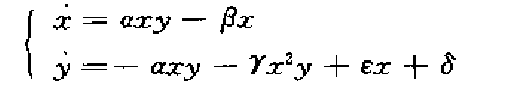 ẋ = αxy − βx
ẏ = − αxy − γx²y + εx + δ